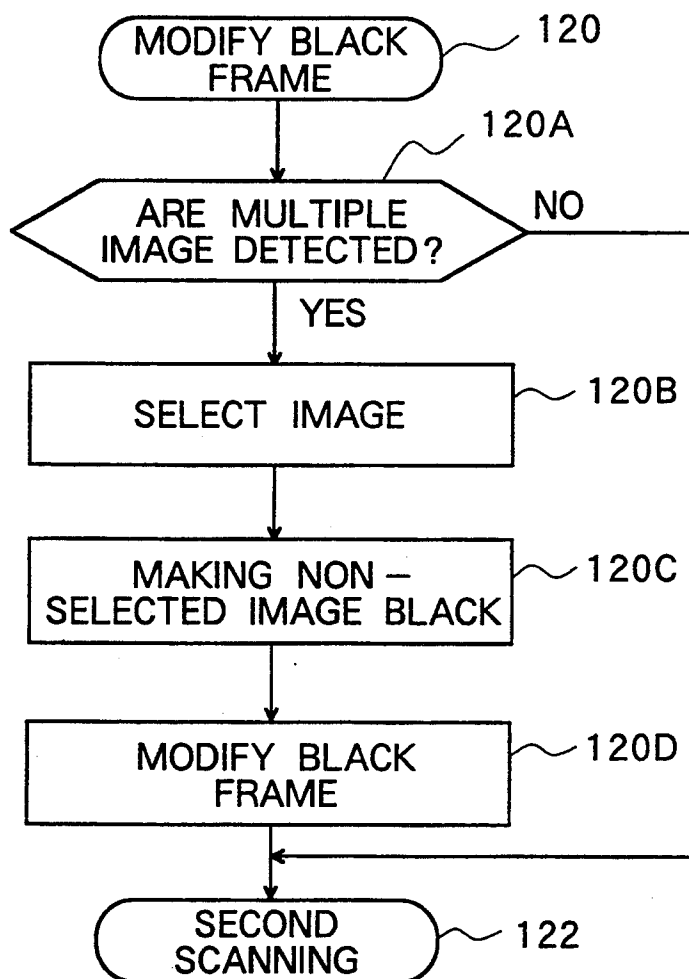 MODIFY BLACK
FRAME
120
120A
ARE MULTIPLE
IMAGE DETECTED?
NO
YES
SELECT IMAGE
120B
MAKING NON-
SELECTED IMAGE BLACK
120C
MODIFY BLACK
FRAME
120D
SECOND
SCANNING
122